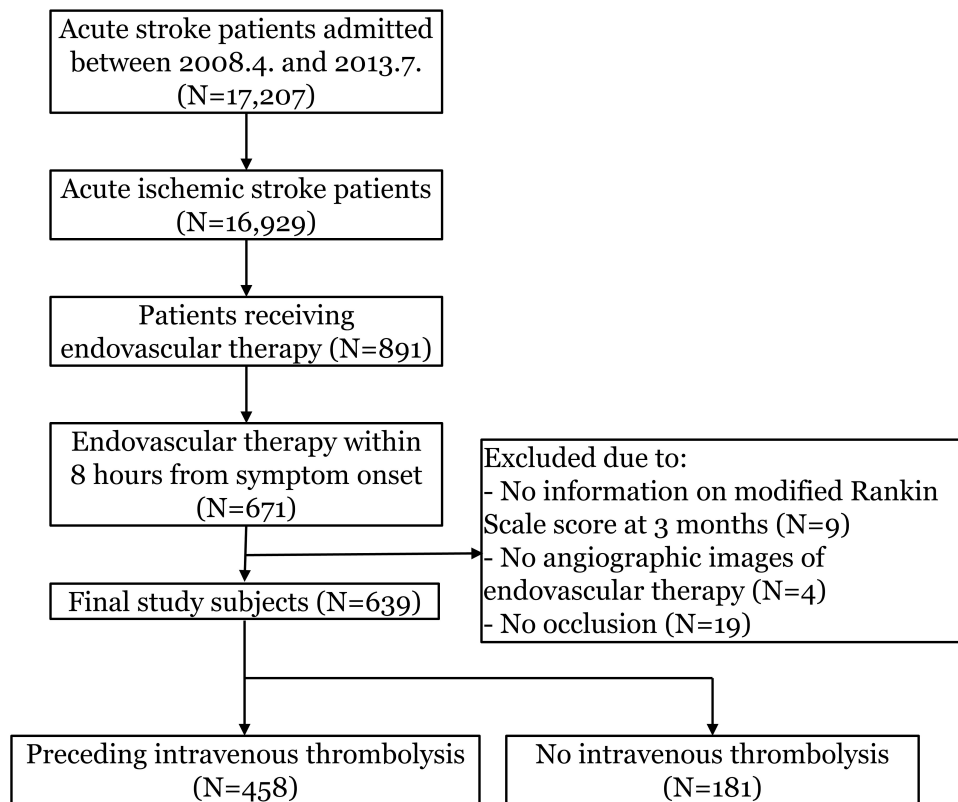 Acute stroke patients admitted
between 2008.4. and 2013.7.
(N=17,207)
Acute ischemic stroke patients
(N=16,929)
Patients receiving
endovascular therapy (N=891)
Endovascular therapy within
8 hours from symptom onset
(N=671)
Excluded due to:
- No information on modified Rankin
Scale score at 3 months (N=9)
- No angiographic images of
endovascular therapy (N=4)
- No occlusion (N=19)
Final study subjects (N=639)
Preceding intravenous thrombolysis
(N=458)
No intravenous thrombolysis
(N=181)